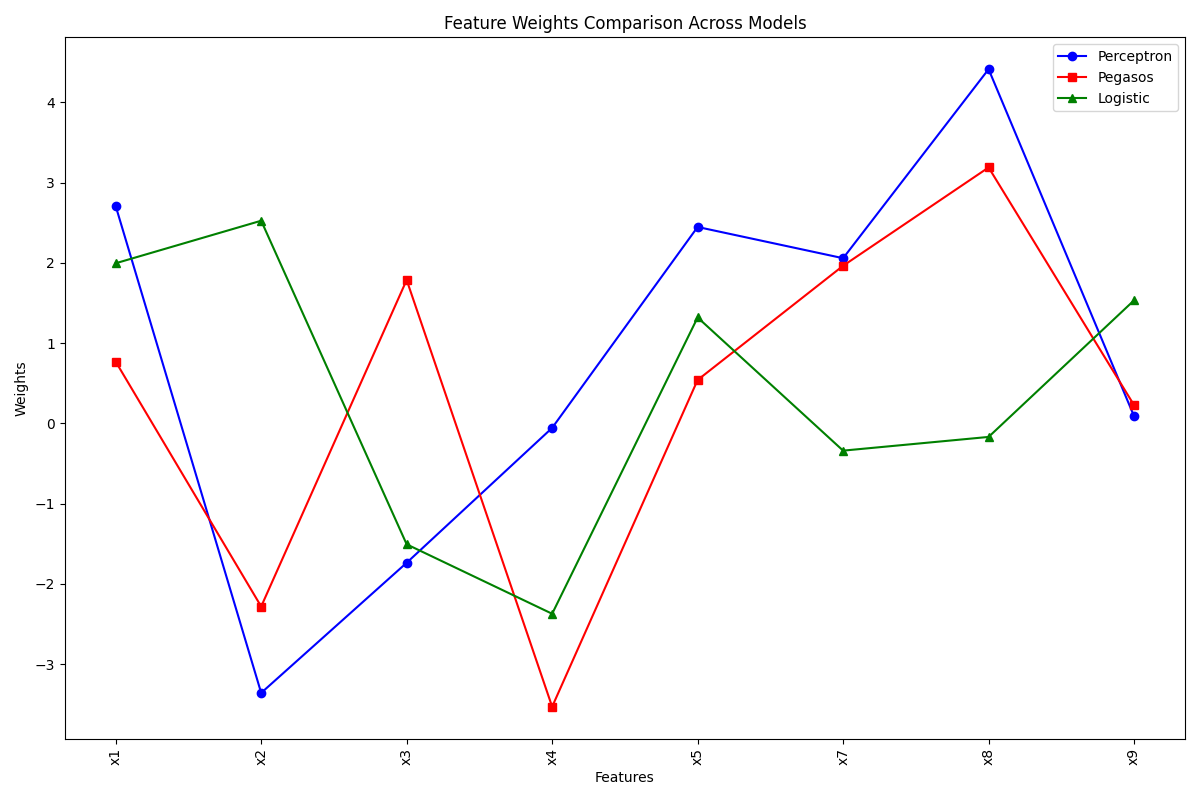 Feature Weights Comparison Across Models
Perceptron
Pegasos
Logistic
Weights
4
3
2
1
0
−1
−2
−3
x1
x2
x3
x4
x5
x7
x8
x9
Features